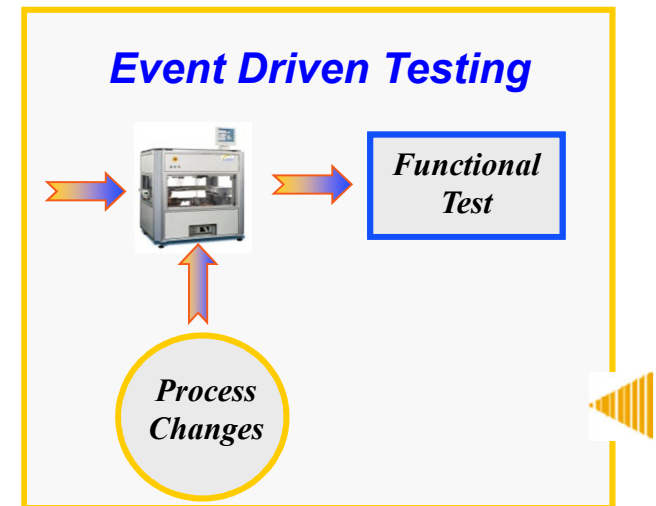 Event Driven Testing
Functional
Test
Process
Changes